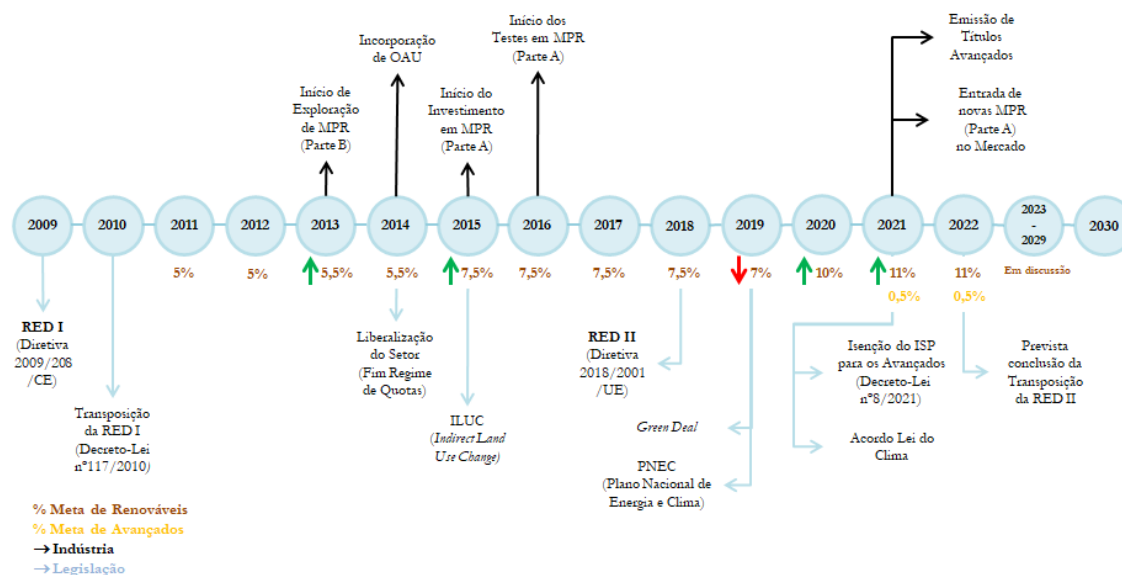 Início de
Exploração
de MPR
(Parte B)
Incorporação
de OAU
Início do
Investimento
em MPR
(Parte A)
Início dos
Testes em MPR
(Parte A)
Emissão de
Títulos
Avançados
Entrada de
novas MPR
(Parte A)
no Mercado
2009
2010
2011
2012
2013
2014
2015
2016
2017
2018
2019
2020
2021
2022
2023
-
2029
2030
5%
5%
5,5%
5,5%
7,5%
7,5%
7,5%
7,5%
7%
10%
11%
11%
Em discussão
0,5%
0,5%
RED I
(Diretiva
2009/208
/CE)
Transposição
da RED I
(Decreto-Lei
nº117/2010)
Liberalização
do Setor
(Fim Regime
de Quotas)
ILUC
(Indirect Land
Use Change)
RED II
(Diretiva
2018/2001
/UE)
Green Deal
PNEC
(Plano Nacional de
Energia e Clima)
Isenção do ISP
para os Avançados
(Decreto-Lei
nº8/2021)
Acordo Lei do
Clima
Prevista
conclusão da
Transposição
da RED II
% Meta de Renováveis
% Meta de Avançados
→ Indústria
→ Legislação